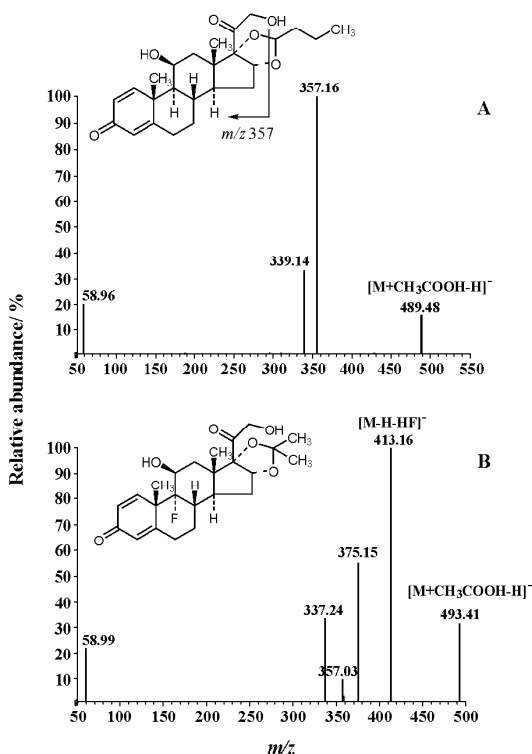 O
OH
O
CH₃
HO
CH₃
O
CH₃
H
H
H
O
m/z 357
A
357.16
339.14
58.96
[M+CH₃COOH-H]⁻
489.48
100
90
80
70
60
50
40
30
20
10
50 100 150 200 250 300 350 400 450 500 550
Relative abundance/ %
O
OH
CH₃
O
CH₃
CH₃
O
HO
CH₃
H
F
H
O
[M-H-HF]⁻
413.16
B
375.15
[M+CH₃COOH-H]⁻
493.41
337.24
357.03
58.99
100
90
80
70
60
50
40
30
20
10
50 100 150 200 250 300 350 400 450 500
m/z